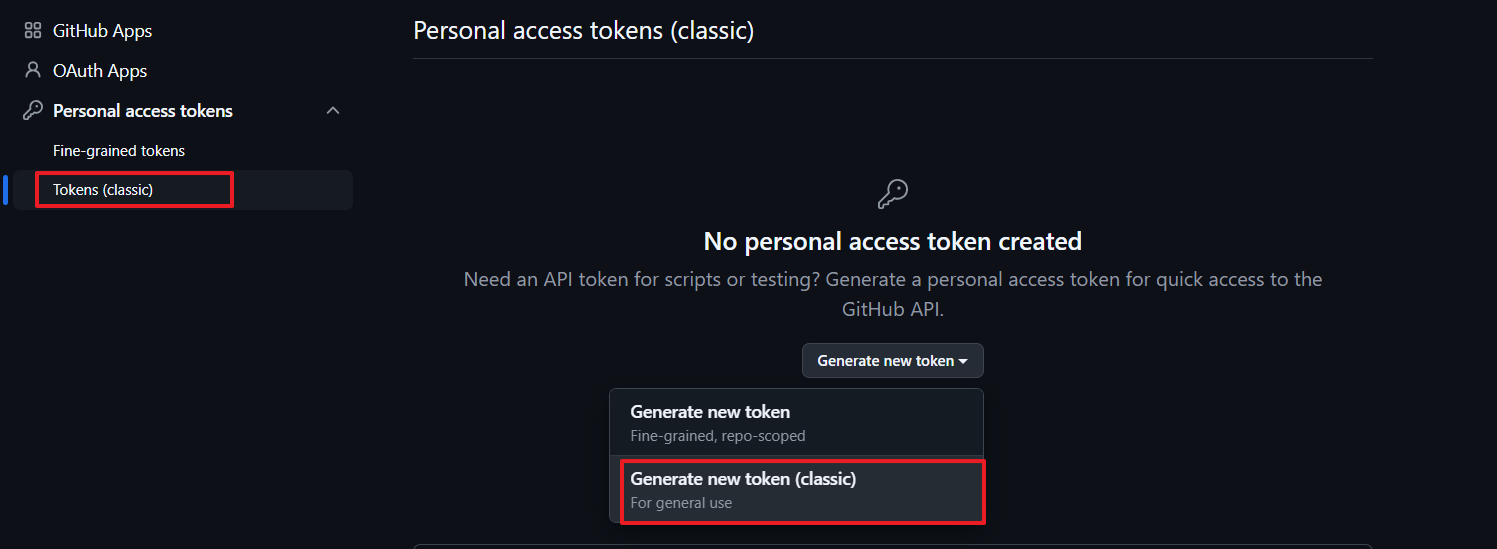 GitHub Apps
OAuth Apps
Personal access tokens
Fine-grained tokens
Tokens (classic)
Personal access tokens (classic)
No personal access token created
Need an API token for scripts or testing? Generate a personal access token for quick access to the
GitHub API.
Generate new token
Generate new token
Fine-grained, repo-scoped
Generate new token (classic)
For general use